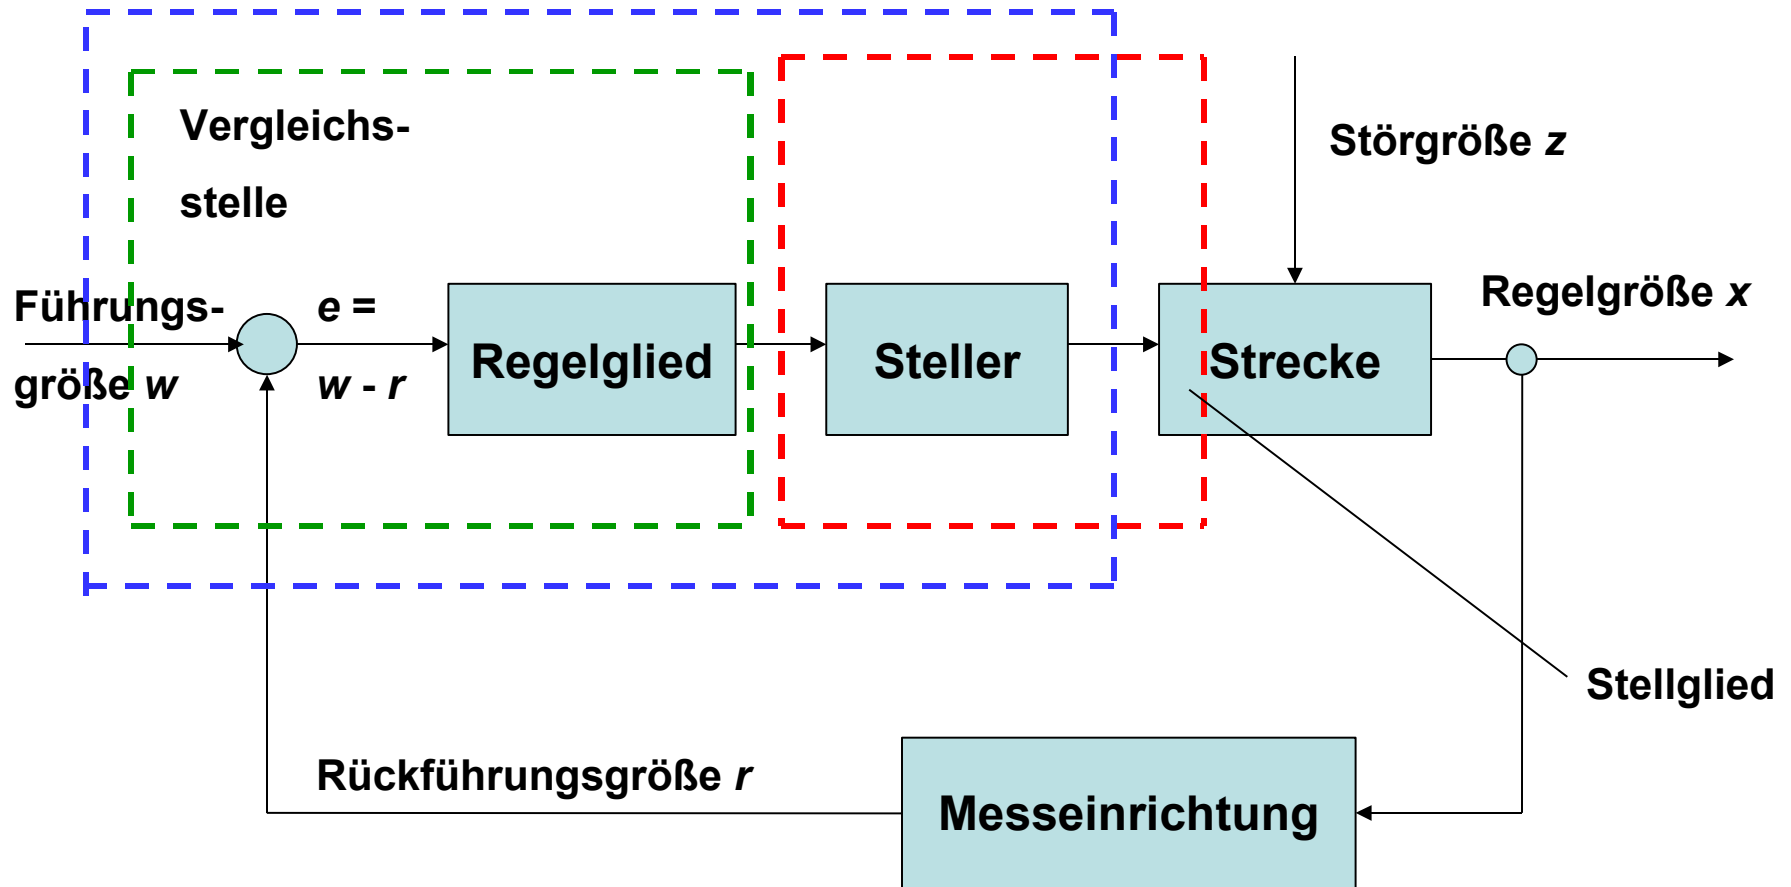 Vergleichs-
stelle
Störgröße z
Führungs-
größe w
e =
w - r
Regelglied
Steller
Strecke
Regelgröße x
Stellglied
Rückführungsgröße r
Messeinrichtung